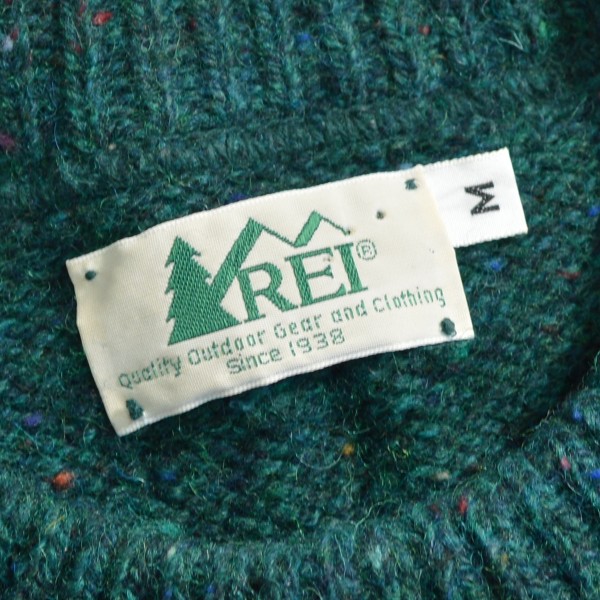 REI®
Quality Outdoor Gear and Clothing
Since 1938
M